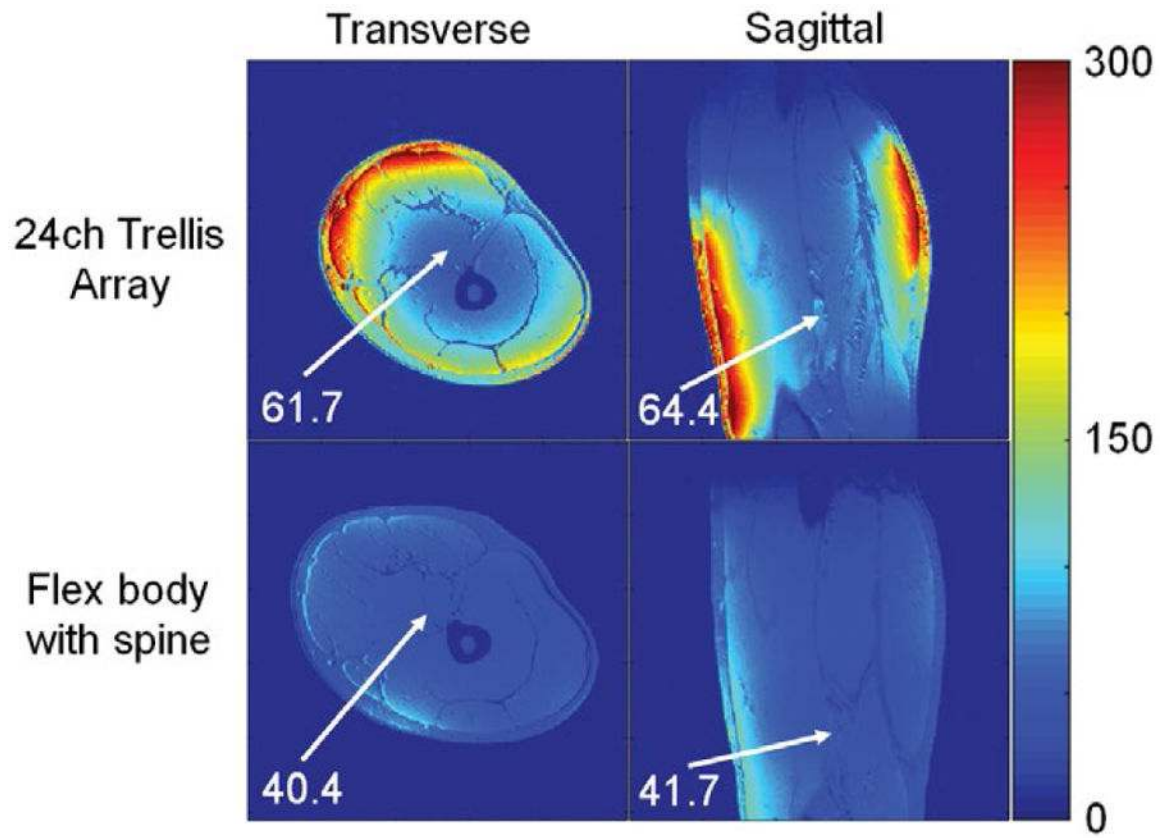 Transverse
Sagittal
300
24ch Trellis
Array
61.7
64.4
150
Flex body
with spine
40.4
41.7
0